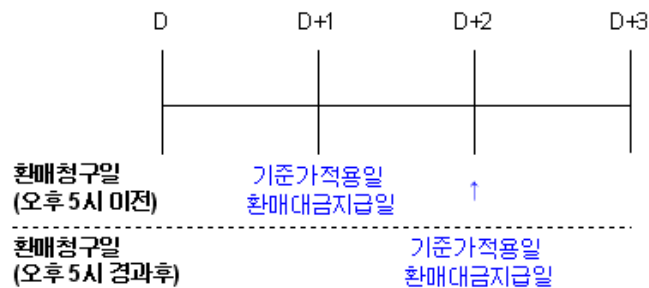 D D+1 D+2 D+3
환매청구일 기준가적용일
(오후 5시 이전) 환매대금지급일 ↑
환매청구일 기준가적용일
(오후 5시 경과후) 환매대금지급일